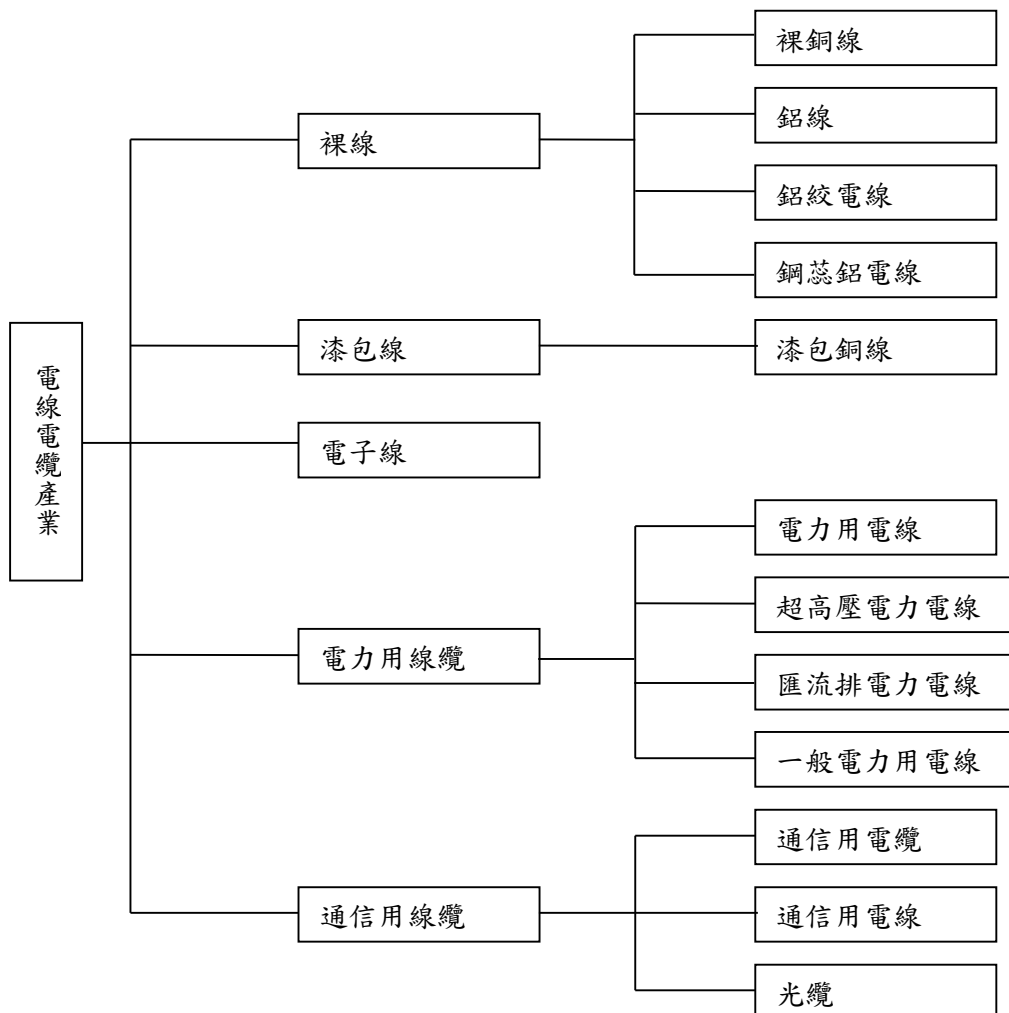 電線電纜產業
裸線
裸銅線
鋁線
鋁絞電線
鋼蕊鋁電線
漆包線
漆包銅線
電子線
電力用線纜
電力用電線
超高壓電力電線
匯流排電力電線
一般電力用電線
通信用線纜
通信用電纜
通信用電線
光纜